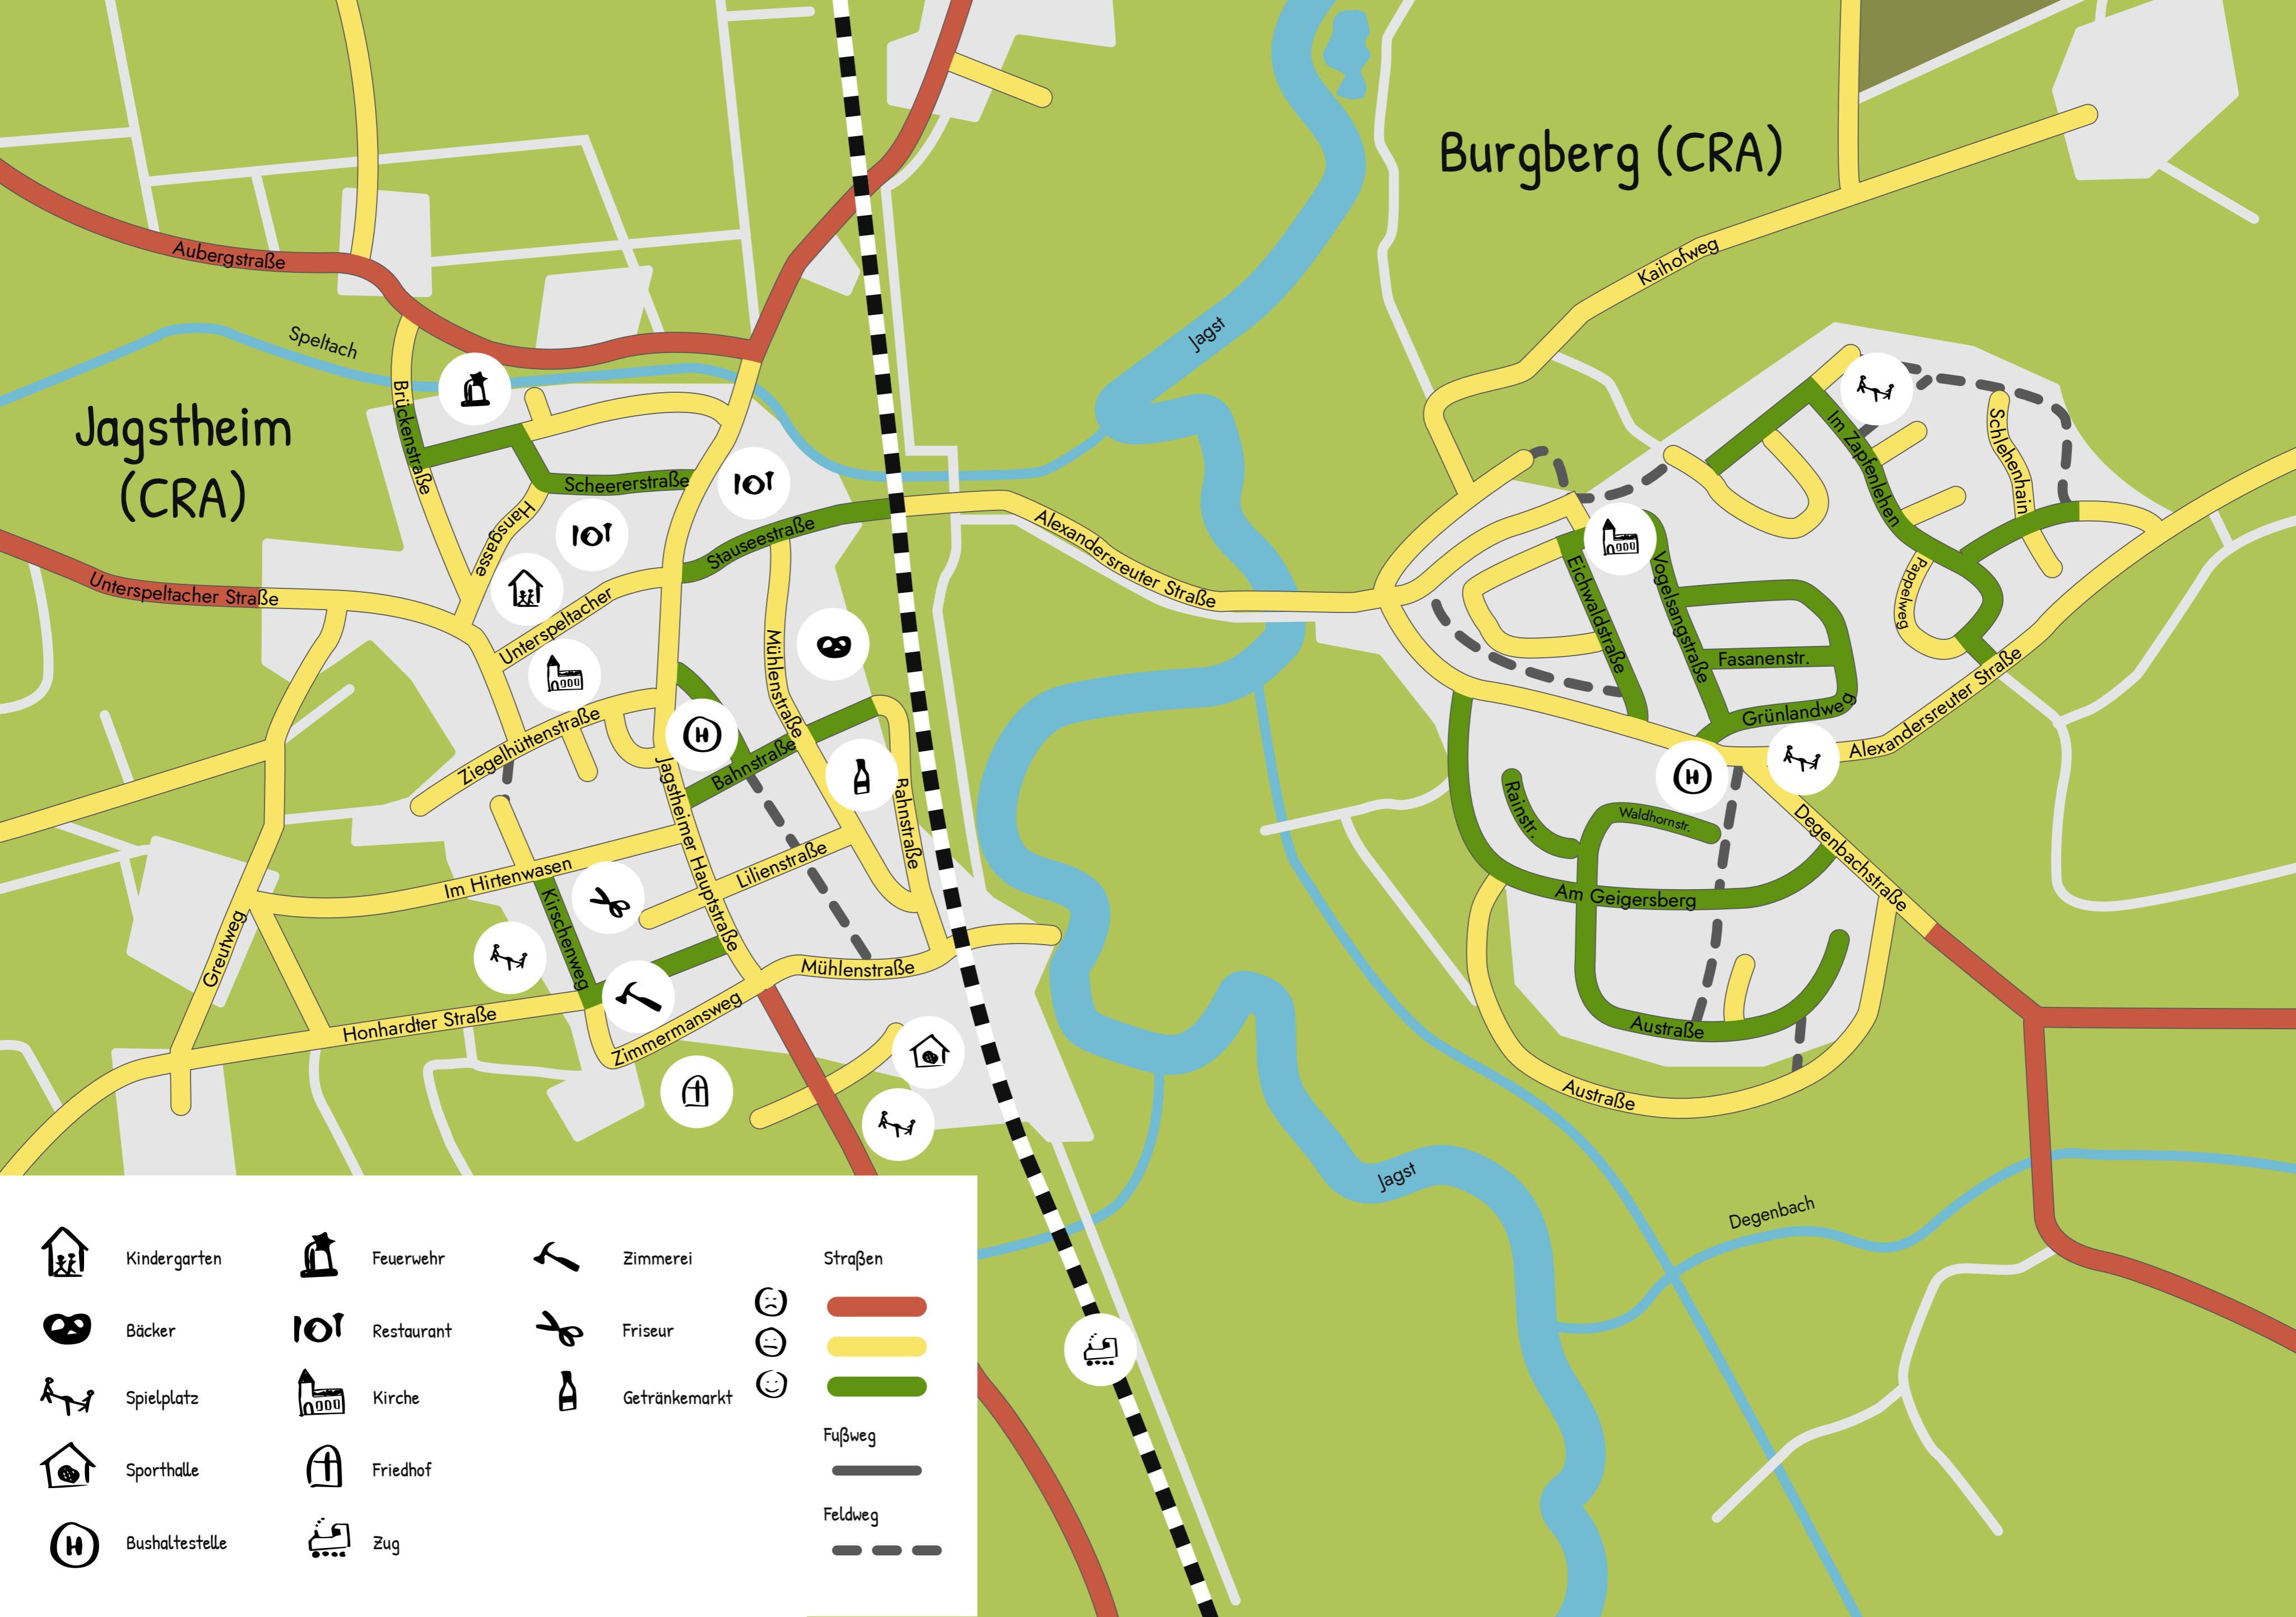 Burgberg (CRA)
Kaihofweg
Aubergstraße
Jagst
Speltach
Jagstheim
(CRA)
Brückenstraße
Im Zapfenlehen
Schlehenhain
Scheererstraße
Hansgasse
Stauseestraße
Alexandersreuter Straße
Unterspeltacher Straße
Unterspeltacher
Eichwaldstraße
Vogelsangstraße
Pappelweg
Fasanenstr.
Mühlenstraße
Grünlandweg
Alexandersreuter Straße
Ziegelhüttenstraße
H
Bahnstraße
H
Jagstheimer Hauptstraße
Bahnstraße
Rainstr.
Waldhornstr.
Degenbachstraße
Im Hirtenwasen
Lilienstraße
Kirschenweg
Am Geigersberg
Greutweg
Mühlenstraße
Honhardter Straße
Zimmermansweg
Austraße
Austraße
Jagst
Degenbach
Kindergarten
Feuerwehr
Zimmerei
Straßen
Bäcker
Restaurant
Friseur
Spielplatz
Kirche
Getränkemarkt
Fußweg
Sporthalle
Friedhof
Feldweg
H
Bushaltestelle
Zug